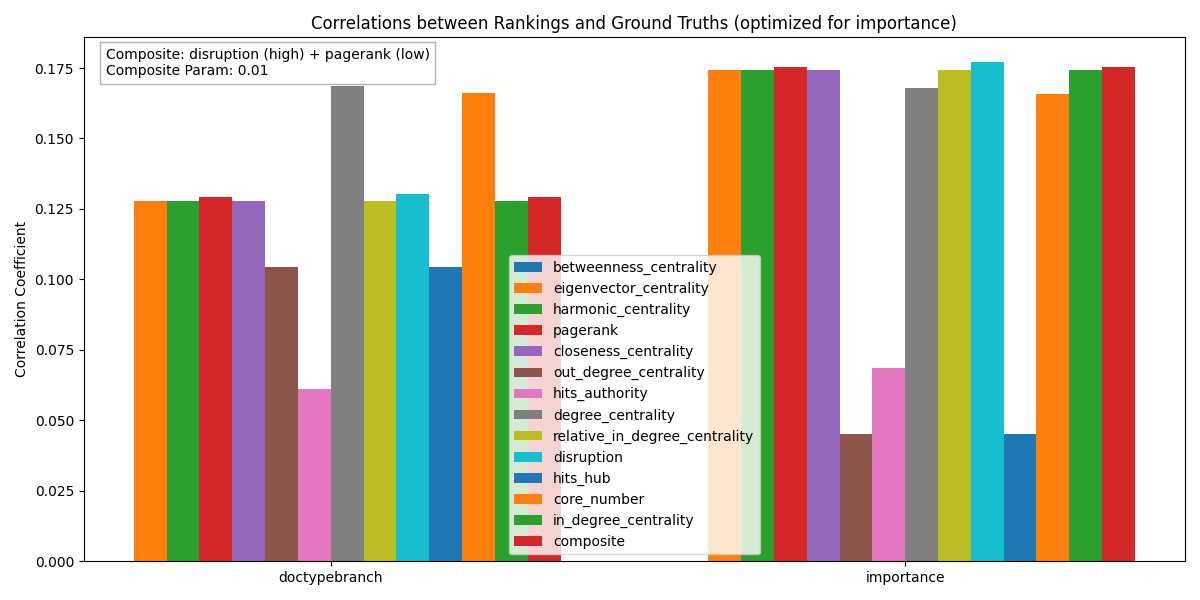 Correlations between Rankings and Ground Truths (optimized for importance)
Composite: disruption (high) + pagerank (low)
Composite Param: 0.01
Correlation Coefficient
0.175
0.150
0.125
0.100
0.075
0.050
0.025
0.000
betweenness_centrality
eigenvector_centrality
harmonic_centrality
pagerank
closeness_centrality
out_degree_centrality
hits_authority
degree_centrality
relative_in_degree_centrality
disruption
hits_hub
core_number
in_degree_centrality
composite
doctypebranch
importance